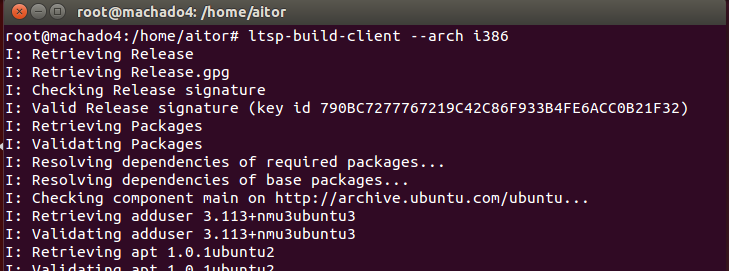 root@machado4: /home/aitor
root@machado4:/home/aitor# ltsp-build-client --arch i386
I: Retrieving Release
I: Retrieving Release.gpg
I: Checking Release signature
I: Valid Release signature (key id 790BC7277767219C42C86F933B4FE6ACC0B21F32)
I: Retrieving Packages
I: Validating Packages
I: Resolving dependencies of required packages...
I: Resolving dependencies of base packages...
I: Checking component main on http://archive.ubuntu.com/ubuntu...
I: Retrieving adduser 3.113+nmu3ubuntu3
I: Validating adduser 3.113+nmu3ubuntu3
I: Retrieving apt 1.0.1ubuntu2
I: Validating apt 1.0.1ubuntu2